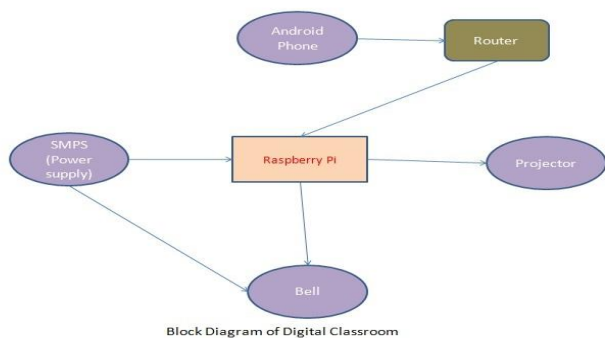 Android
Phone
Router
SMPS
(Power
supply)
Raspberry Pi
Projector
Bell
Block Diagram of Digital Classroom